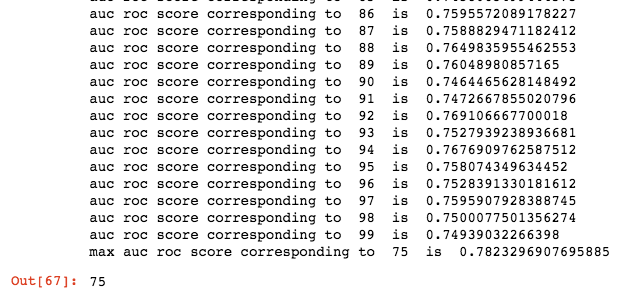 auc roc score corresponding to 86 is 0.7595572089178227
auc roc score corresponding to 87 is 0.7588829471182412
auc roc score corresponding to 88 is 0.7649835955462553
auc roc score corresponding to 89 is 0.76048980857165
auc roc score corresponding to 90 is 0.7464465628148492
auc roc score corresponding to 91 is 0.7472667855020796
auc roc score corresponding to 92 is 0.769106667700018
auc roc score corresponding to 93 is 0.7527939238936681
auc roc score corresponding to 94 is 0.7676909762587512
auc roc score corresponding to 95 is 0.758074349634452
auc roc score corresponding to 96 is 0.7528391330181612
auc roc score corresponding to 97 is 0.7595907928388745
auc roc score corresponding to 98 is 0.7500077501356274
auc roc score corresponding to 99 is 0.74939032266398
max auc roc score corresponding to 75 is 0.7823296907695885
Out[67]: 75